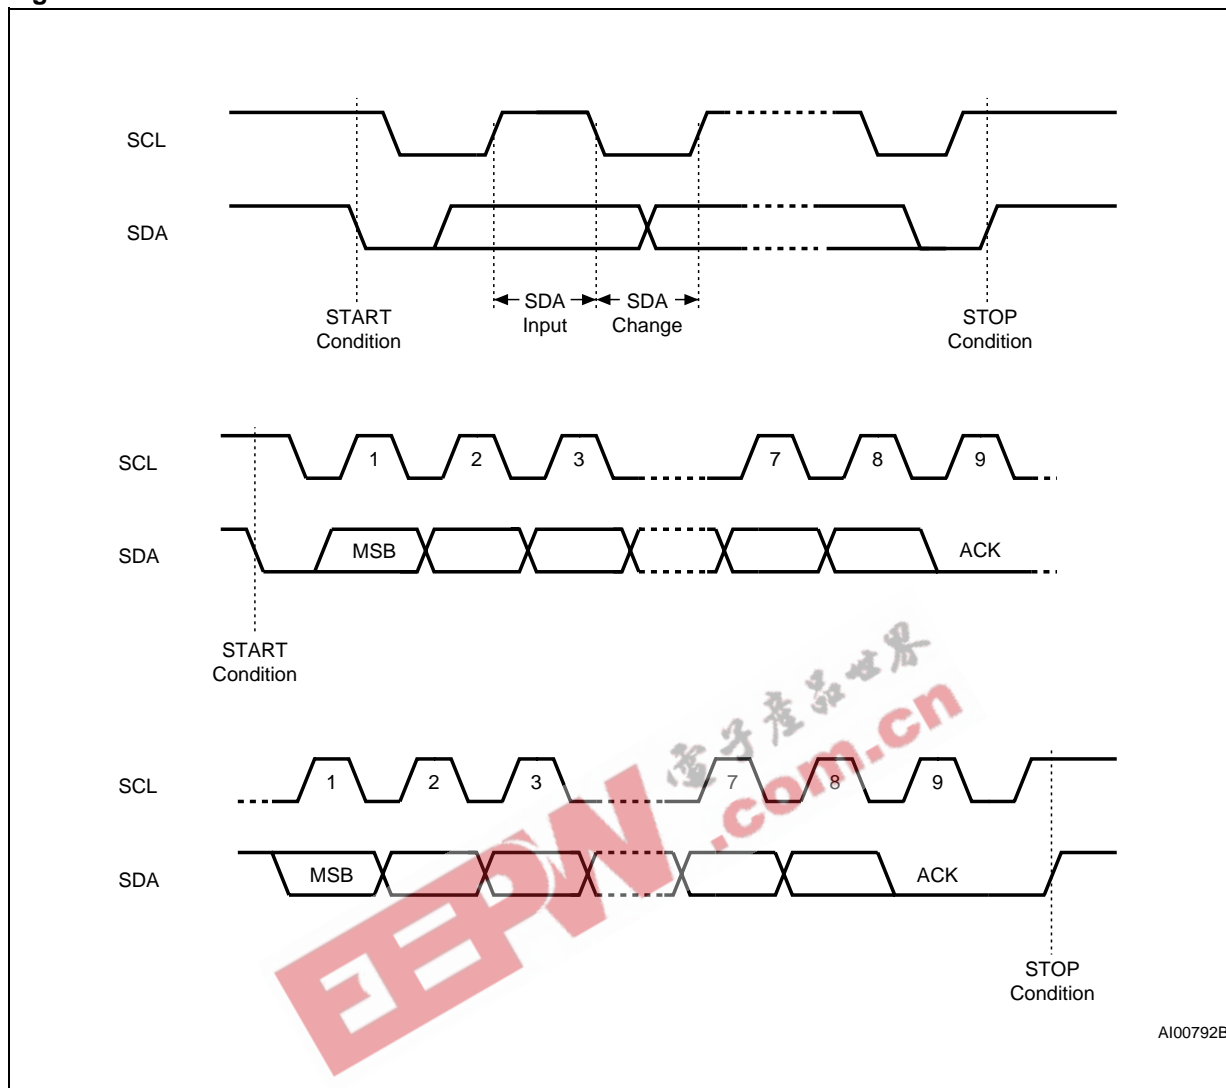 SCL
SDA
START
Condition
SDA
Input
SDA
Change
STOP
Condition
SCL
1 2 3 7 8 9
SDA
MSB
ACK
START
Condition
SCL
1 2 3 7 8 9
SDA
MSB
ACK
STOP
Condition
AI00792B
EEPW
電子產品世界
.com.cn